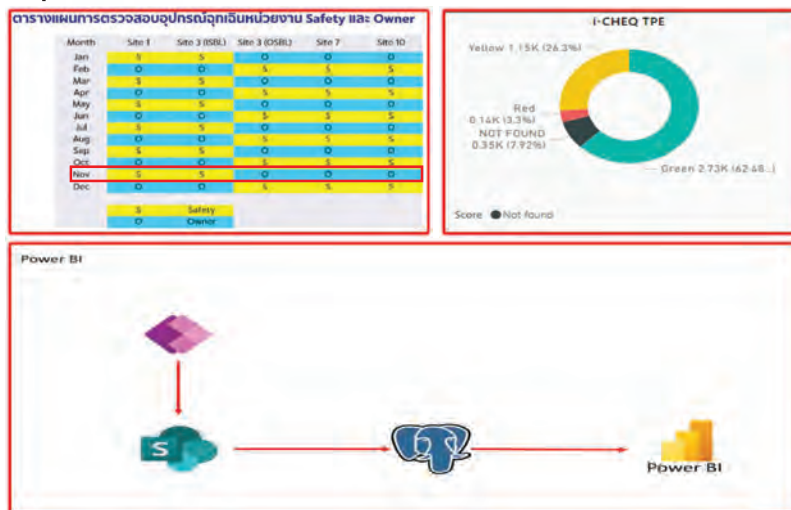 ตารางแผนการตรวจสอบอุปกรณ์ฉุกเฉินหน่วยงาน Safety และ Owner
Month Site 1 Site 3 (ISBL) Site 3 (OSBL) Site 7 Site 10
Jan S S O O O
Feb O O S S S
Mar S S O O O
Apr O O S S S
May S S O O O
Jun O O S S S
Jul S S O O O
Aug O O S S S
Sep S S O O O
Oct O O S S S
Nov S S O O O
Dec O O S S S
S Safety
O Owner
i-CHEQ TPE
Yellow 1.15K (26.3%)
Red
0.14K (3.3%)
NOT FOUND
0.35K (7.92%)
Green 2.73K (62.48...)
Score Not found
Power BI
S
Power BI